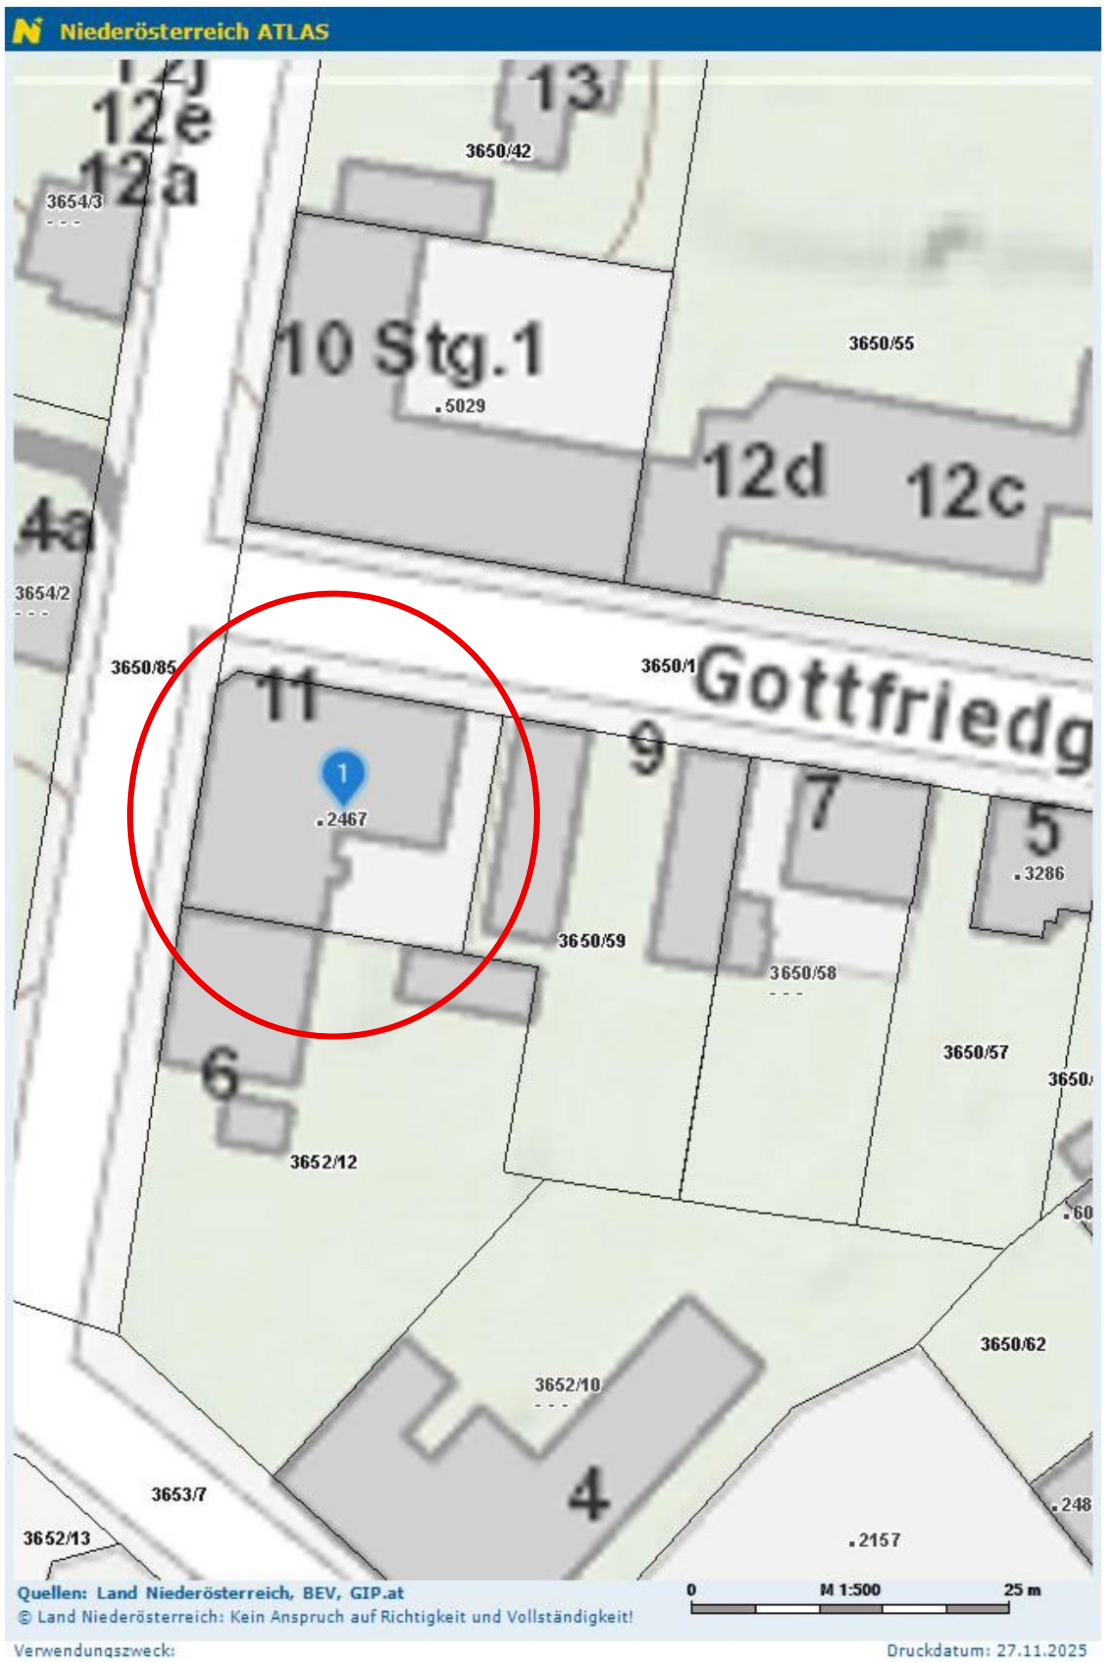 Niederösterreich ATLAS
13
12e
12a
3650/42
3654/3
- - -
10 Stg.1
3650/55
.5029
12d
12c
4a
3654/2
- - -
3650/85
3650/1
Gottfriedg
11
9
1
7
.2467
5
.3286
3650/59
3650/58
- - -
3650/57
3650/
6
3652/12
.60
3650/62
3652/10
- - -
4
3653/7
.248
3652/13
.2157
Quellen: Land Niederösterreich, BEV, GIP.at
0 M 1:500 25 m
© Land Niederösterreich: Kein Anspruch auf Richtigkeit und Vollständigkeit!
Verwendungszweck:
Druckdatum: 27.11.2025